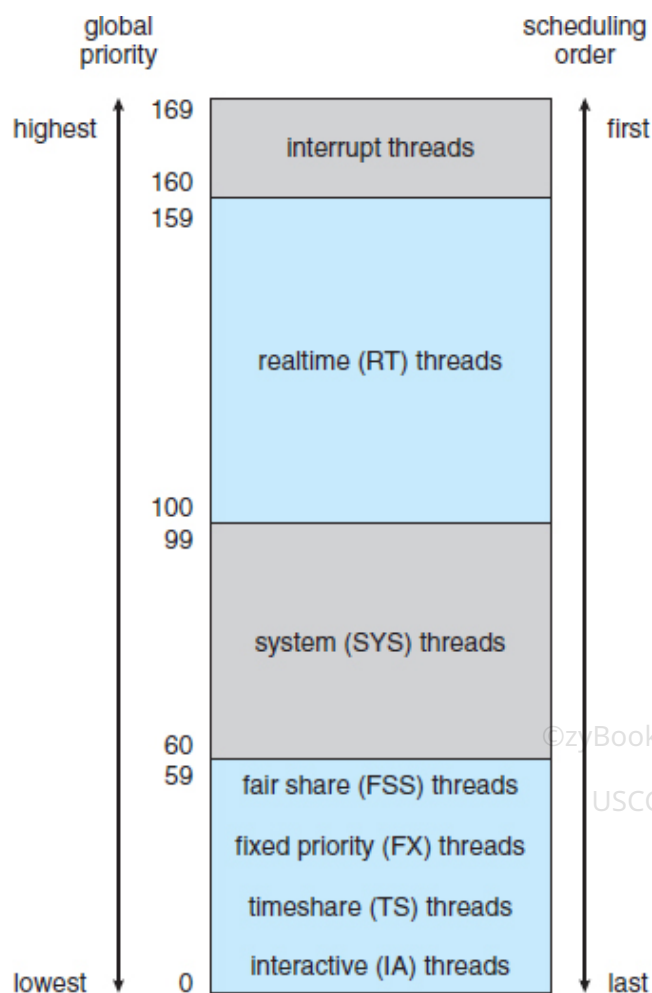 global
priority
scheduling
order
highest
169
interrupt threads
first
160
159
realtime (RT) threads
100
99
system (SYS) threads
©zyBook
60
59
fair share (FSS) threads
USC
fixed priority (FX) threads
timeshare (TS) threads
interactive (IA) threads
lowest
0
last